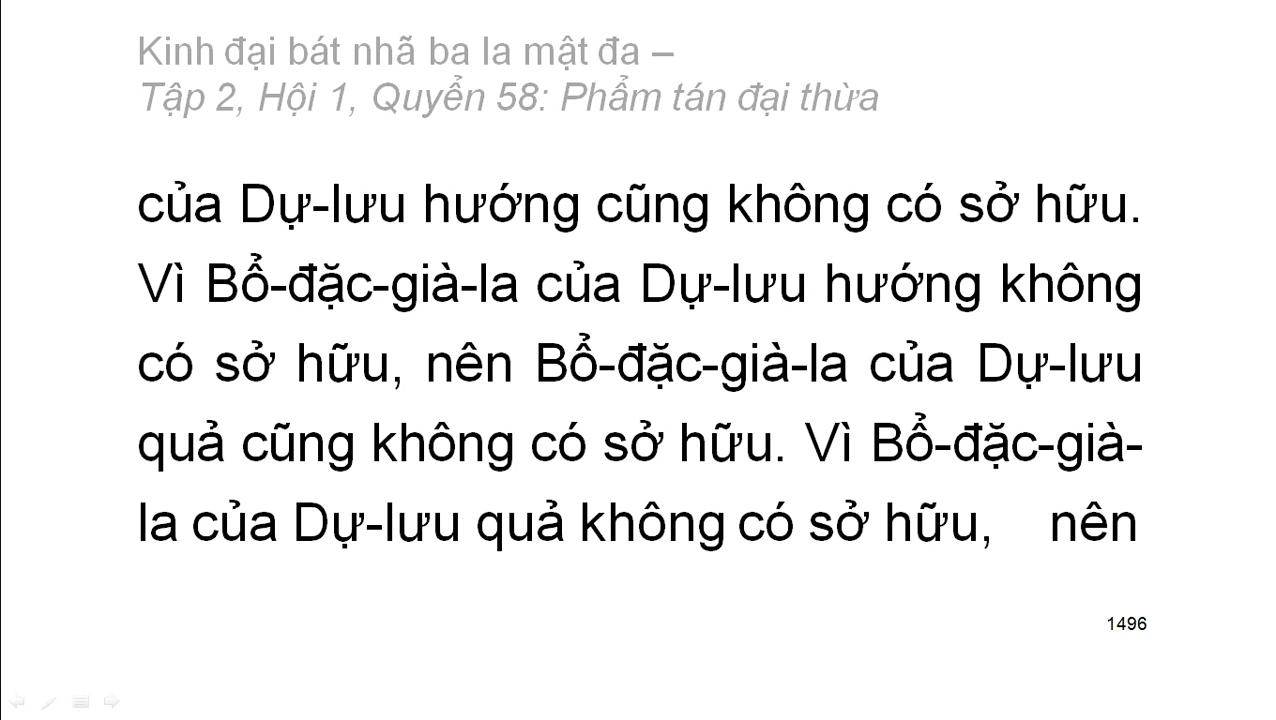 Kinh đại bát nhã ba la mật đa –
Tập 2, Hội 1, Quyển 58: Phẩm tán đại thừa
của Dự-lưu hướng cũng không có sở hữu.
Vì Bổ-đặc-già-la của Dự-lưu hướng không
có sở hữu, nên Bổ-đặc-già-la của Dự-lưu
quả cũng không có sở hữu. Vì Bổ-đặc-già-
la của Dự-lưu quả không có sở hữu, nên
1496